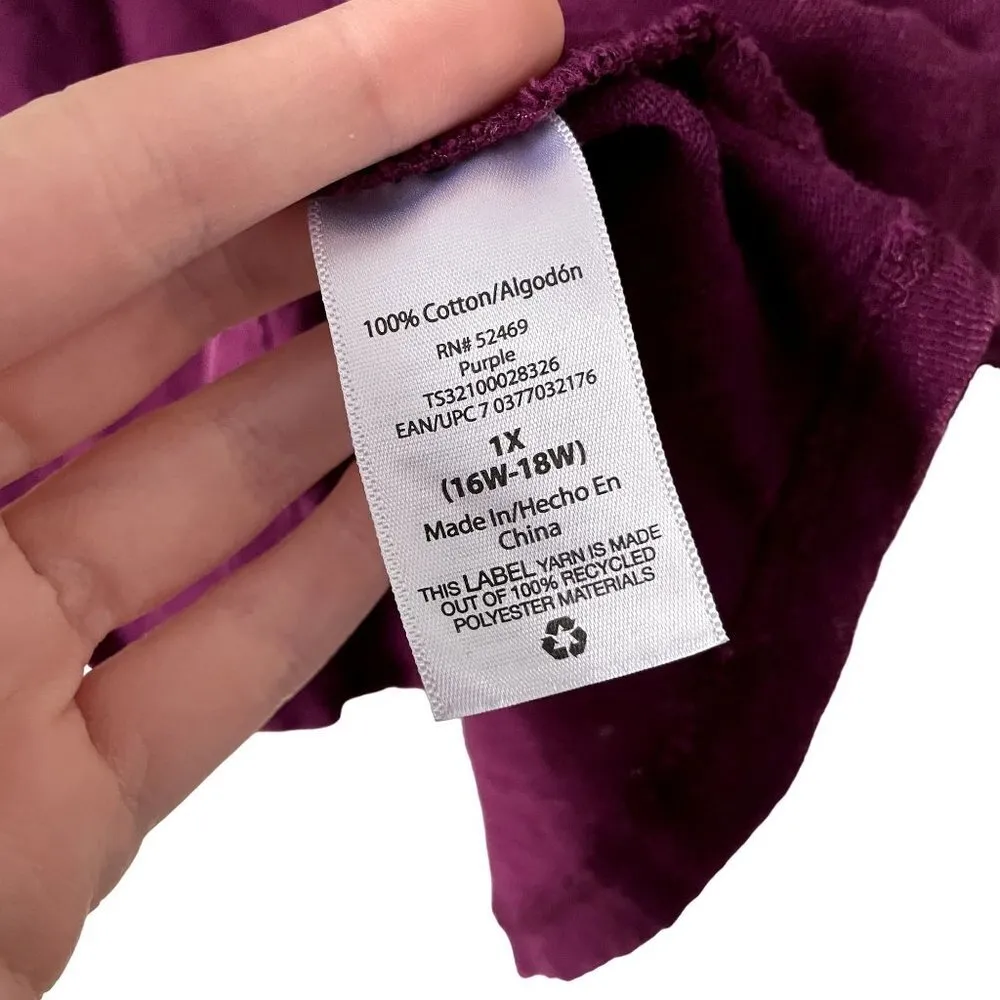 100% Cotton/Algodón
RN# 52469
Purple
TS32100028326
EAN/UPC 7 0377032176
1X
(16W-18W)
Made In/Hecho En
China
THIS LABEL YARN IS MADE
OUT OF 100% RECYCLED
POLYESTER MATERIALS